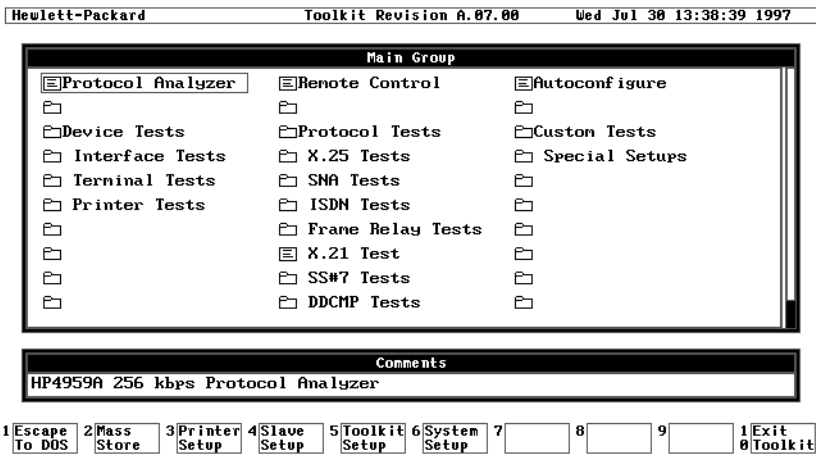 Hewlett-Packard Toolkit Revision A.07.00 Wed Jul 30 13:38:39 1997
Main Group
Protocol Analyzer Remote Control Autoconfigure
Device Tests Protocol Tests Custom Tests
Interface Tests X.25 Tests Special Setups
Terminal Tests SNA Tests
Printer Tests ISDN Tests
Frame Relay Tests
X.21 Test
SS#7 Tests
DDCMP Tests
Comments
HP4959A 256 kbps Protocol Analyzer
1 Escape 2 Mass 3 Printer 4 Slave 5 Toolkit 6 System 7 8 9 1 Exit
To DOS Store Setup Setup Setup Setup 0 Toolkit